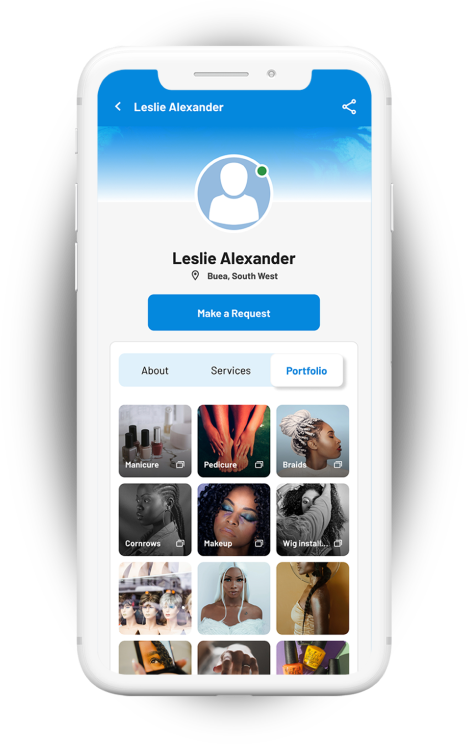 Leslie Alexander
Leslie Alexander
Buea, South West
Make a Request
About Services Portfolio
Manicure Pedicure Braids
Cornrows Makeup Wig install...